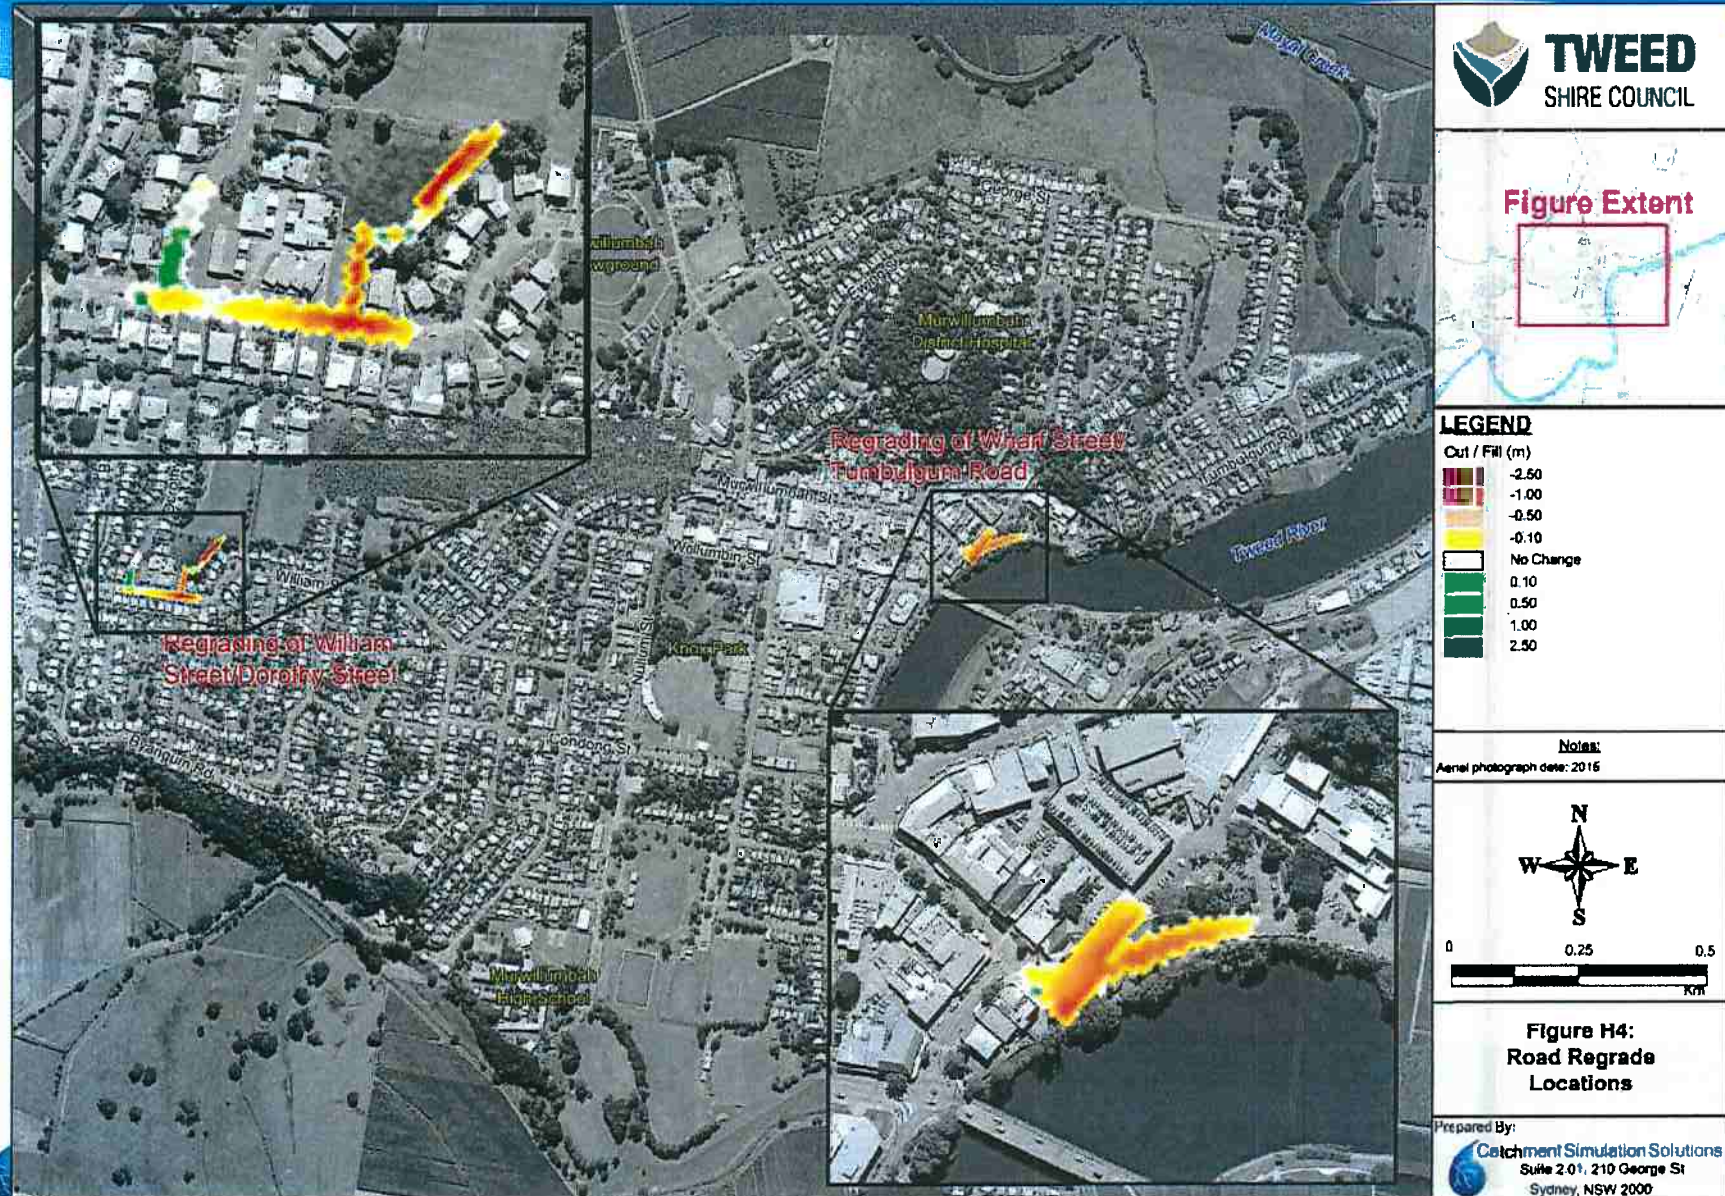 TWEED
SHIRE COUNCIL
Figure Extent
LEGEND
Cut / Fill (m)
-2.50
-1.00
-0.50
-0.10
No Change
0.10
0.50
1.00
2.50
Notes:
Aerial photograph date: 2015
N
W E
S
0 0.25 0.5
Km
Figure H4:
Road Regrade
Locations
Prepared By:
Catchment Simulation Solutions
Suite 2.01, 210 George St
Sydney, NSW 2000
Mayal Creek
George St
willumbah
wground
Murwillumbah
District Hospital
Regrading of Wharf Street/
Tumbulgum Road
Tumbulgum Rd
Murwillumbah St
Tweed River
Wollumbin St
William S
Regrading of William
Street/Dorothy Street
Nullum St
Knox Park
Condong St
Byangum Rd
Murwillumbah
High School